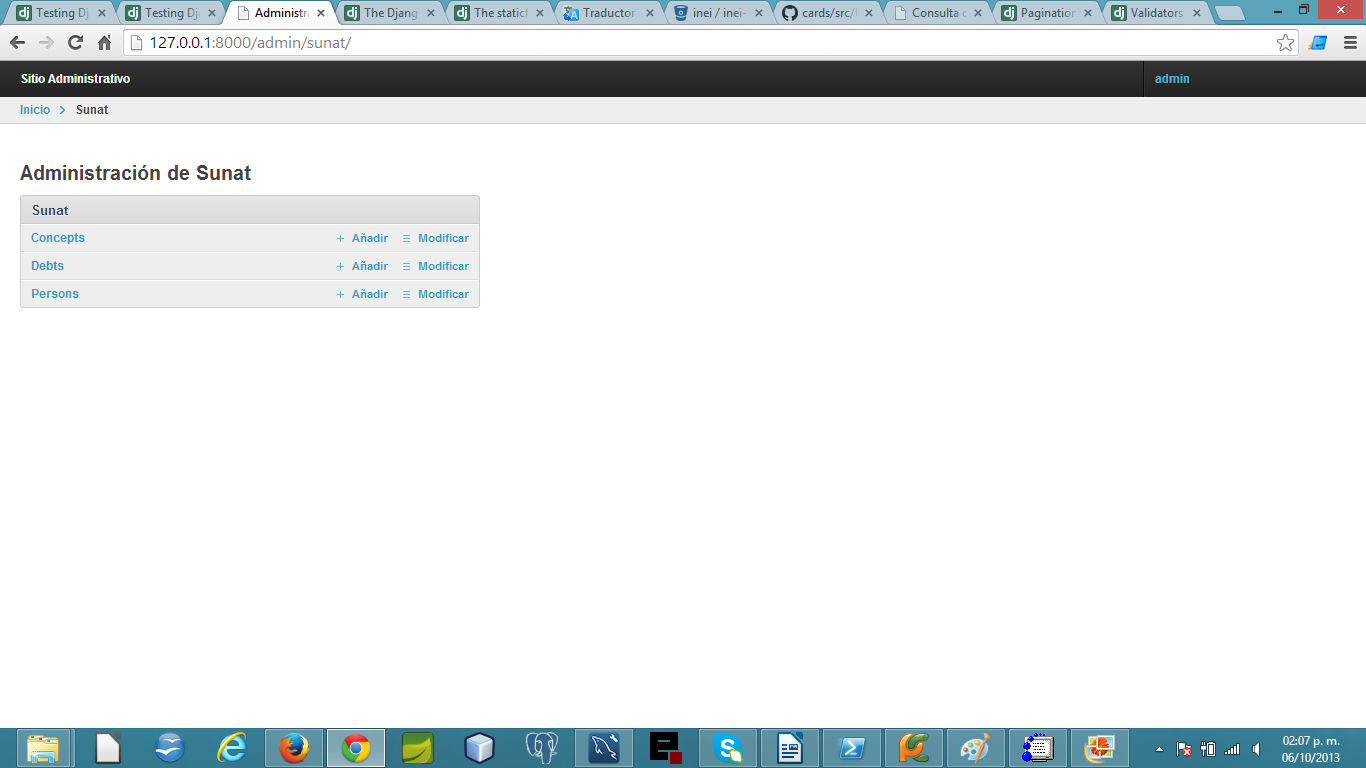 Testing Dj
Testing Dj
Administra
The Djang
The staticf
Traductor
inei / inei-
cards/src/
Consulta d
Pagination
Validators
127.0.0.1:8000/admin/sunat/
Sitio Administrativo
admin
Inicio > Sunat
Administración de Sunat
Sunat
Concepts + Añadir Modificar
Debts + Añadir Modificar
Persons + Añadir Modificar
02:07 p. m.
06/10/2013